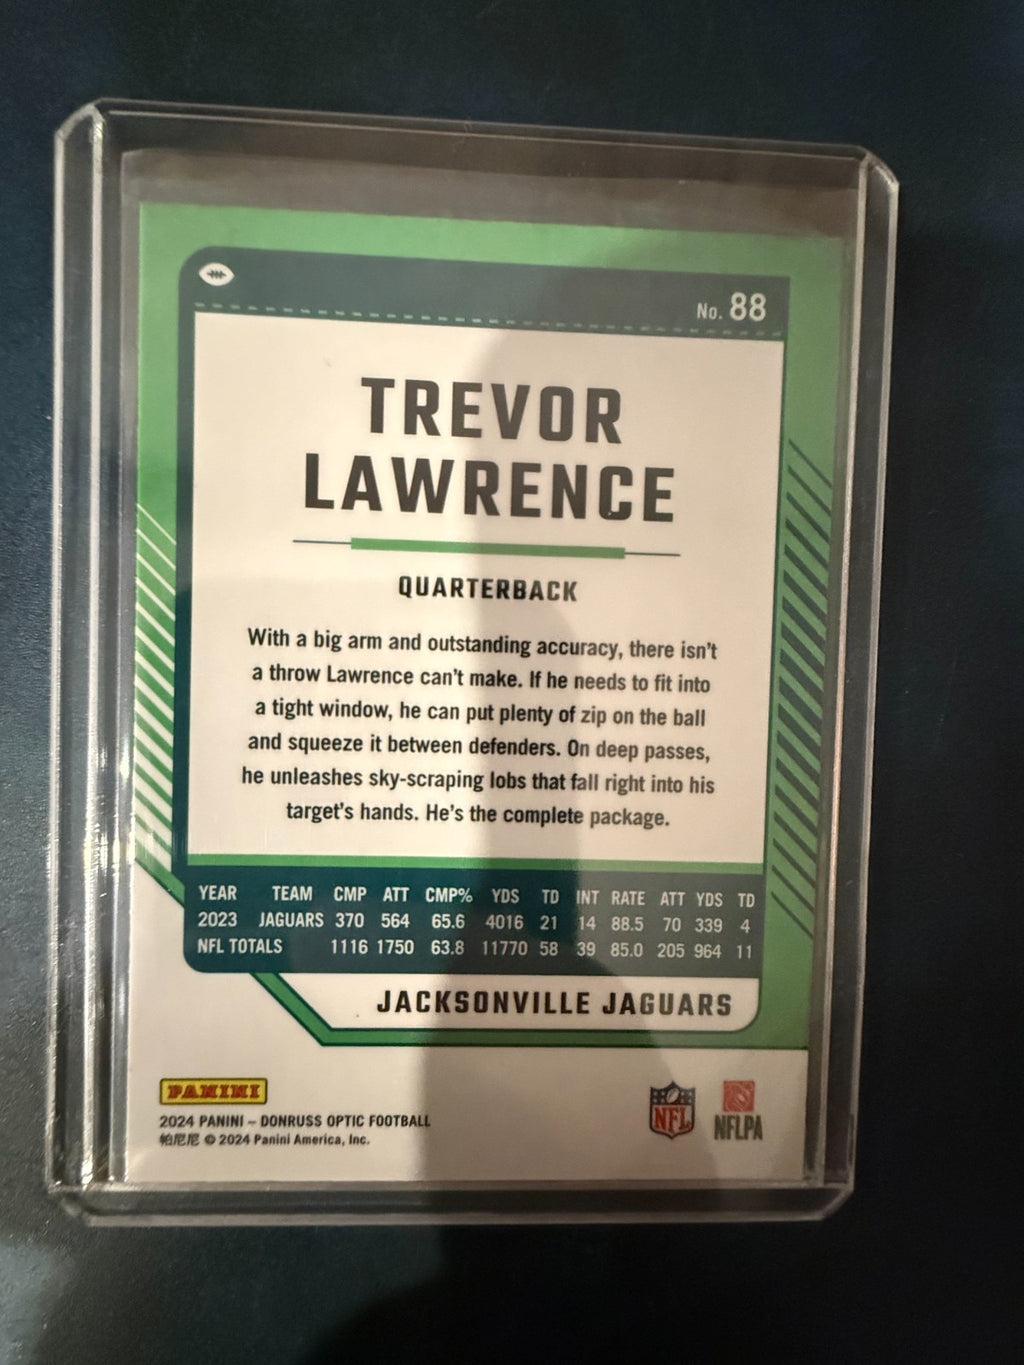 No. 88
TREVOR
LAWRENCE
QUARTERBACK
With a big arm and outstanding accuracy, there isn't
a throw Lawrence can't make. If he needs to fit into
a tight window, he can put plenty of zip on the ball
and squeeze it between defenders. On deep passes,
he unleashes sky-scraping lobs that fall right into his
target's hands. He's the complete package.
YEAR TEAM CMP ATT CMP% YDS TD INT RATE ATT YDS TD
2023 JAGUARS 370 564 65.6 4016 21 14 88.5 70 339 4
NFL TOTALS 1116 1750 63.8 11770 58 39 85.0 205 964 11
JACKSONVILLE JAGUARS
PANINI
2024 PANINI – DONRUSS OPTIC FOOTBALL
帕尼尼 © 2024 Panini America, Inc.
NFL
NFLPA